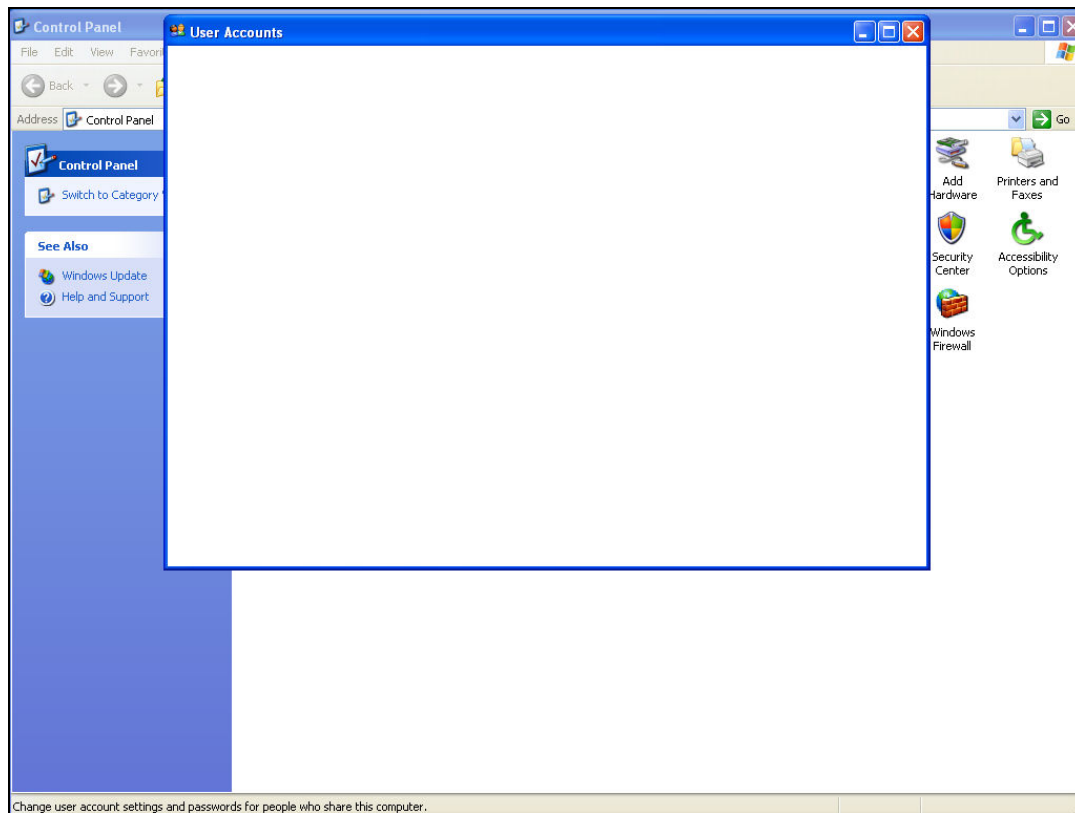 Control Panel
User Accounts
File Edit View
Back
Address Control Panel
Go
Control Panel
Switch to Category
See Also
Windows Update
Help and Support
Add
Hardware
Printers and
Faxes
Security
Center
Accessibility
Options
Windows
Firewall
Change user account settings and passwords for people who share this computer.